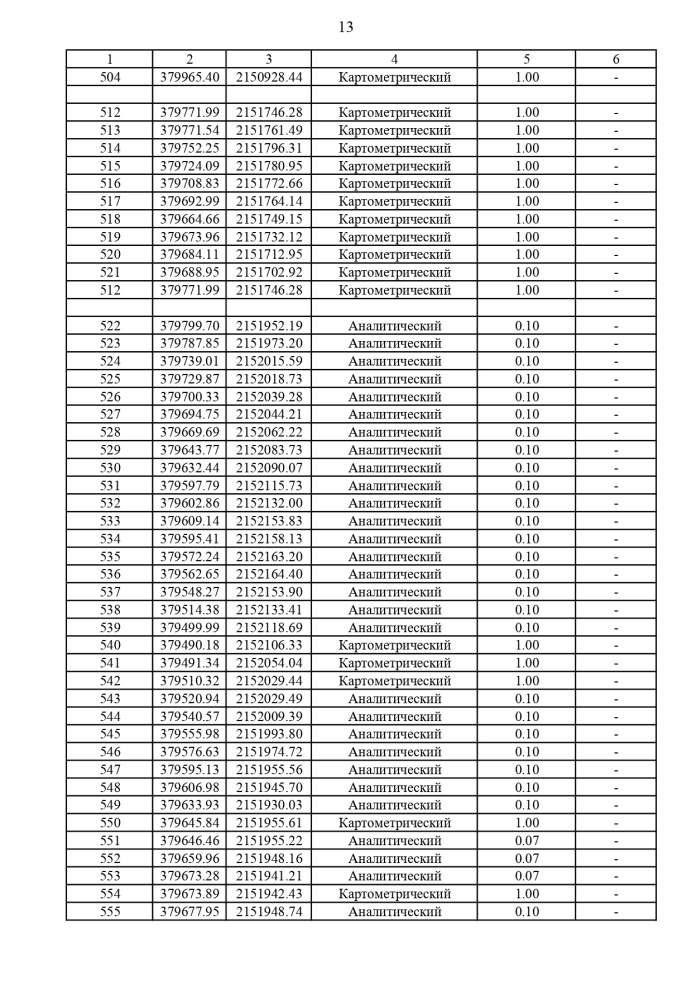 13
1 2 3 4 5 6
504 379965.40 2150928.44 Картометрический 1.00 -
512 379771.99 2151746.28 Картометрический 1.00 -
513 379771.54 2151761.49 Картометрический 1.00 -
514 379752.25 2151796.31 Картометрический 1.00 -
515 379724.09 2151780.95 Картометрический 1.00 -
516 379708.83 2151772.66 Картометрический 1.00 -
517 379692.99 2151764.14 Картометрический 1.00 -
518 379664.66 2151749.15 Картометрический 1.00 -
519 379673.96 2151732.12 Картометрический 1.00 -
520 379684.11 2151712.95 Картометрический 1.00 -
521 379688.95 2151702.92 Картометрический 1.00 -
512 379771.99 2151746.28 Картометрический 1.00 -
522 379799.70 2151952.19 Аналитический 0.10 -
523 379787.85 2151973.20 Аналитический 0.10 -
524 379739.01 2152015.59 Аналитический 0.10 -
525 379729.87 2152018.73 Аналитический 0.10 -
526 379700.33 2152039.28 Аналитический 0.10 -
527 379694.75 2152044.21 Аналитический 0.10 -
528 379669.69 2152062.22 Аналитический 0.10 -
529 379643.77 2152083.73 Аналитический 0.10 -
530 379632.44 2152090.07 Аналитический 0.10 -
531 379597.79 2152115.73 Аналитический 0.10 -
532 379602.86 2152132.00 Аналитический 0.10 -
533 379609.14 2152153.83 Аналитический 0.10 -
534 379595.41 2152158.13 Аналитический 0.10 -
535 379572.24 2152163.20 Аналитический 0.10 -
536 379562.65 2152164.40 Аналитический 0.10 -
537 379548.27 2152153.90 Аналитический 0.10 -
538 379514.38 2152133.41 Аналитический 0.10 -
539 379499.99 2152118.69 Аналитический 0.10 -
540 379490.18 2152106.33 Картометрический 1.00 -
541 379491.34 2152054.04 Картометрический 1.00 -
542 379510.32 2152029.44 Картометрический 1.00 -
543 379520.94 2152029.49 Аналитический 0.10 -
544 379540.57 2152009.39 Аналитический 0.10 -
545 379555.98 2151993.80 Аналитический 0.10 -
546 379576.63 2151974.72 Аналитический 0.10 -
547 379595.13 2151955.56 Аналитический 0.10 -
548 379606.98 2151945.70 Аналитический 0.10 -
549 379633.93 2151930.03 Аналитический 0.10 -
550 379645.84 2151955.61 Картометрический 1.00 -
551 379646.46 2151955.22 Аналитический 0.07 -
552 379659.96 2151948.16 Аналитический 0.07 -
553 379673.28 2151941.21 Аналитический 0.07 -
554 379673.89 2151942.43 Картометрический 1.00 -
555 379677.95 2151948.74 Аналитический 0.10 -